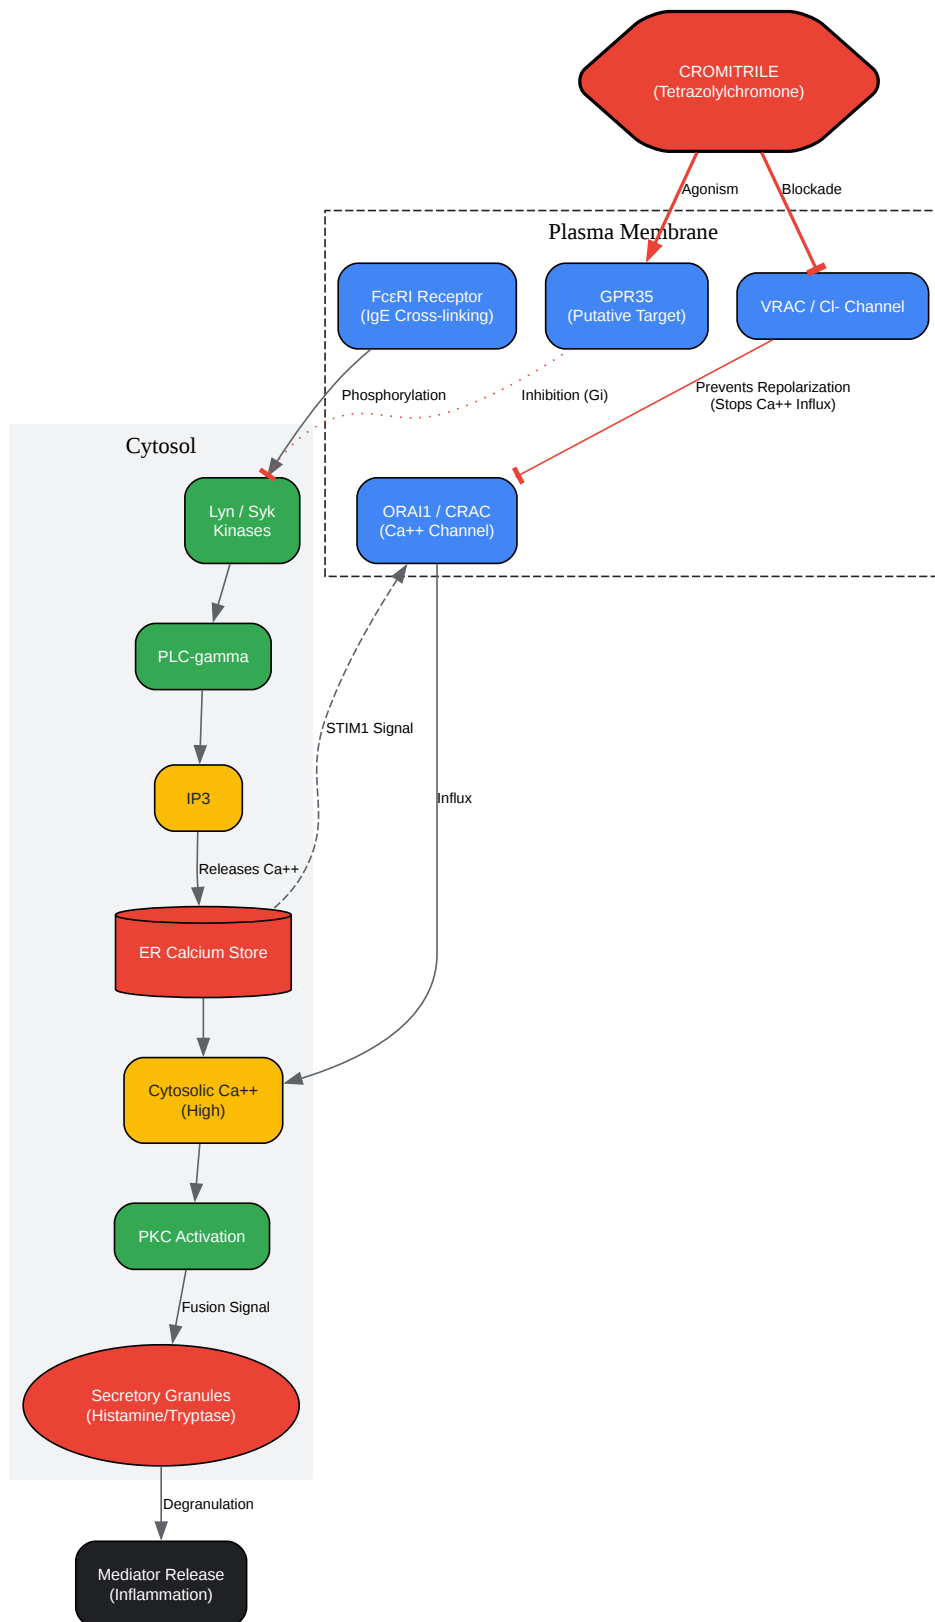 CROMITRILE
(Tetrazolylchromone)
Agonism
Blockade
Plasma Membrane
FcεRI Receptor
(IgE Cross-linking)
GPR35
(Putative Target)
VRAC / Cl- Channel
Phosphorylation
Inhibition (Gi)
Prevents Repolarization
(Stops Ca++ Influx)
Cytosol
Lyn / Syk
Kinases
ORAI1 / CRAC
(Ca++ Channel)
PLC-gamma
STIM1 Signal
IP3
Influx
Releases Ca++
ER Calcium Store
Cytosolic Ca++
(High)
PKC Activation
Fusion Signal
Secretory Granules
(Histamine/Tryptase)
Degranulation
Mediator Release
(Inflammation)